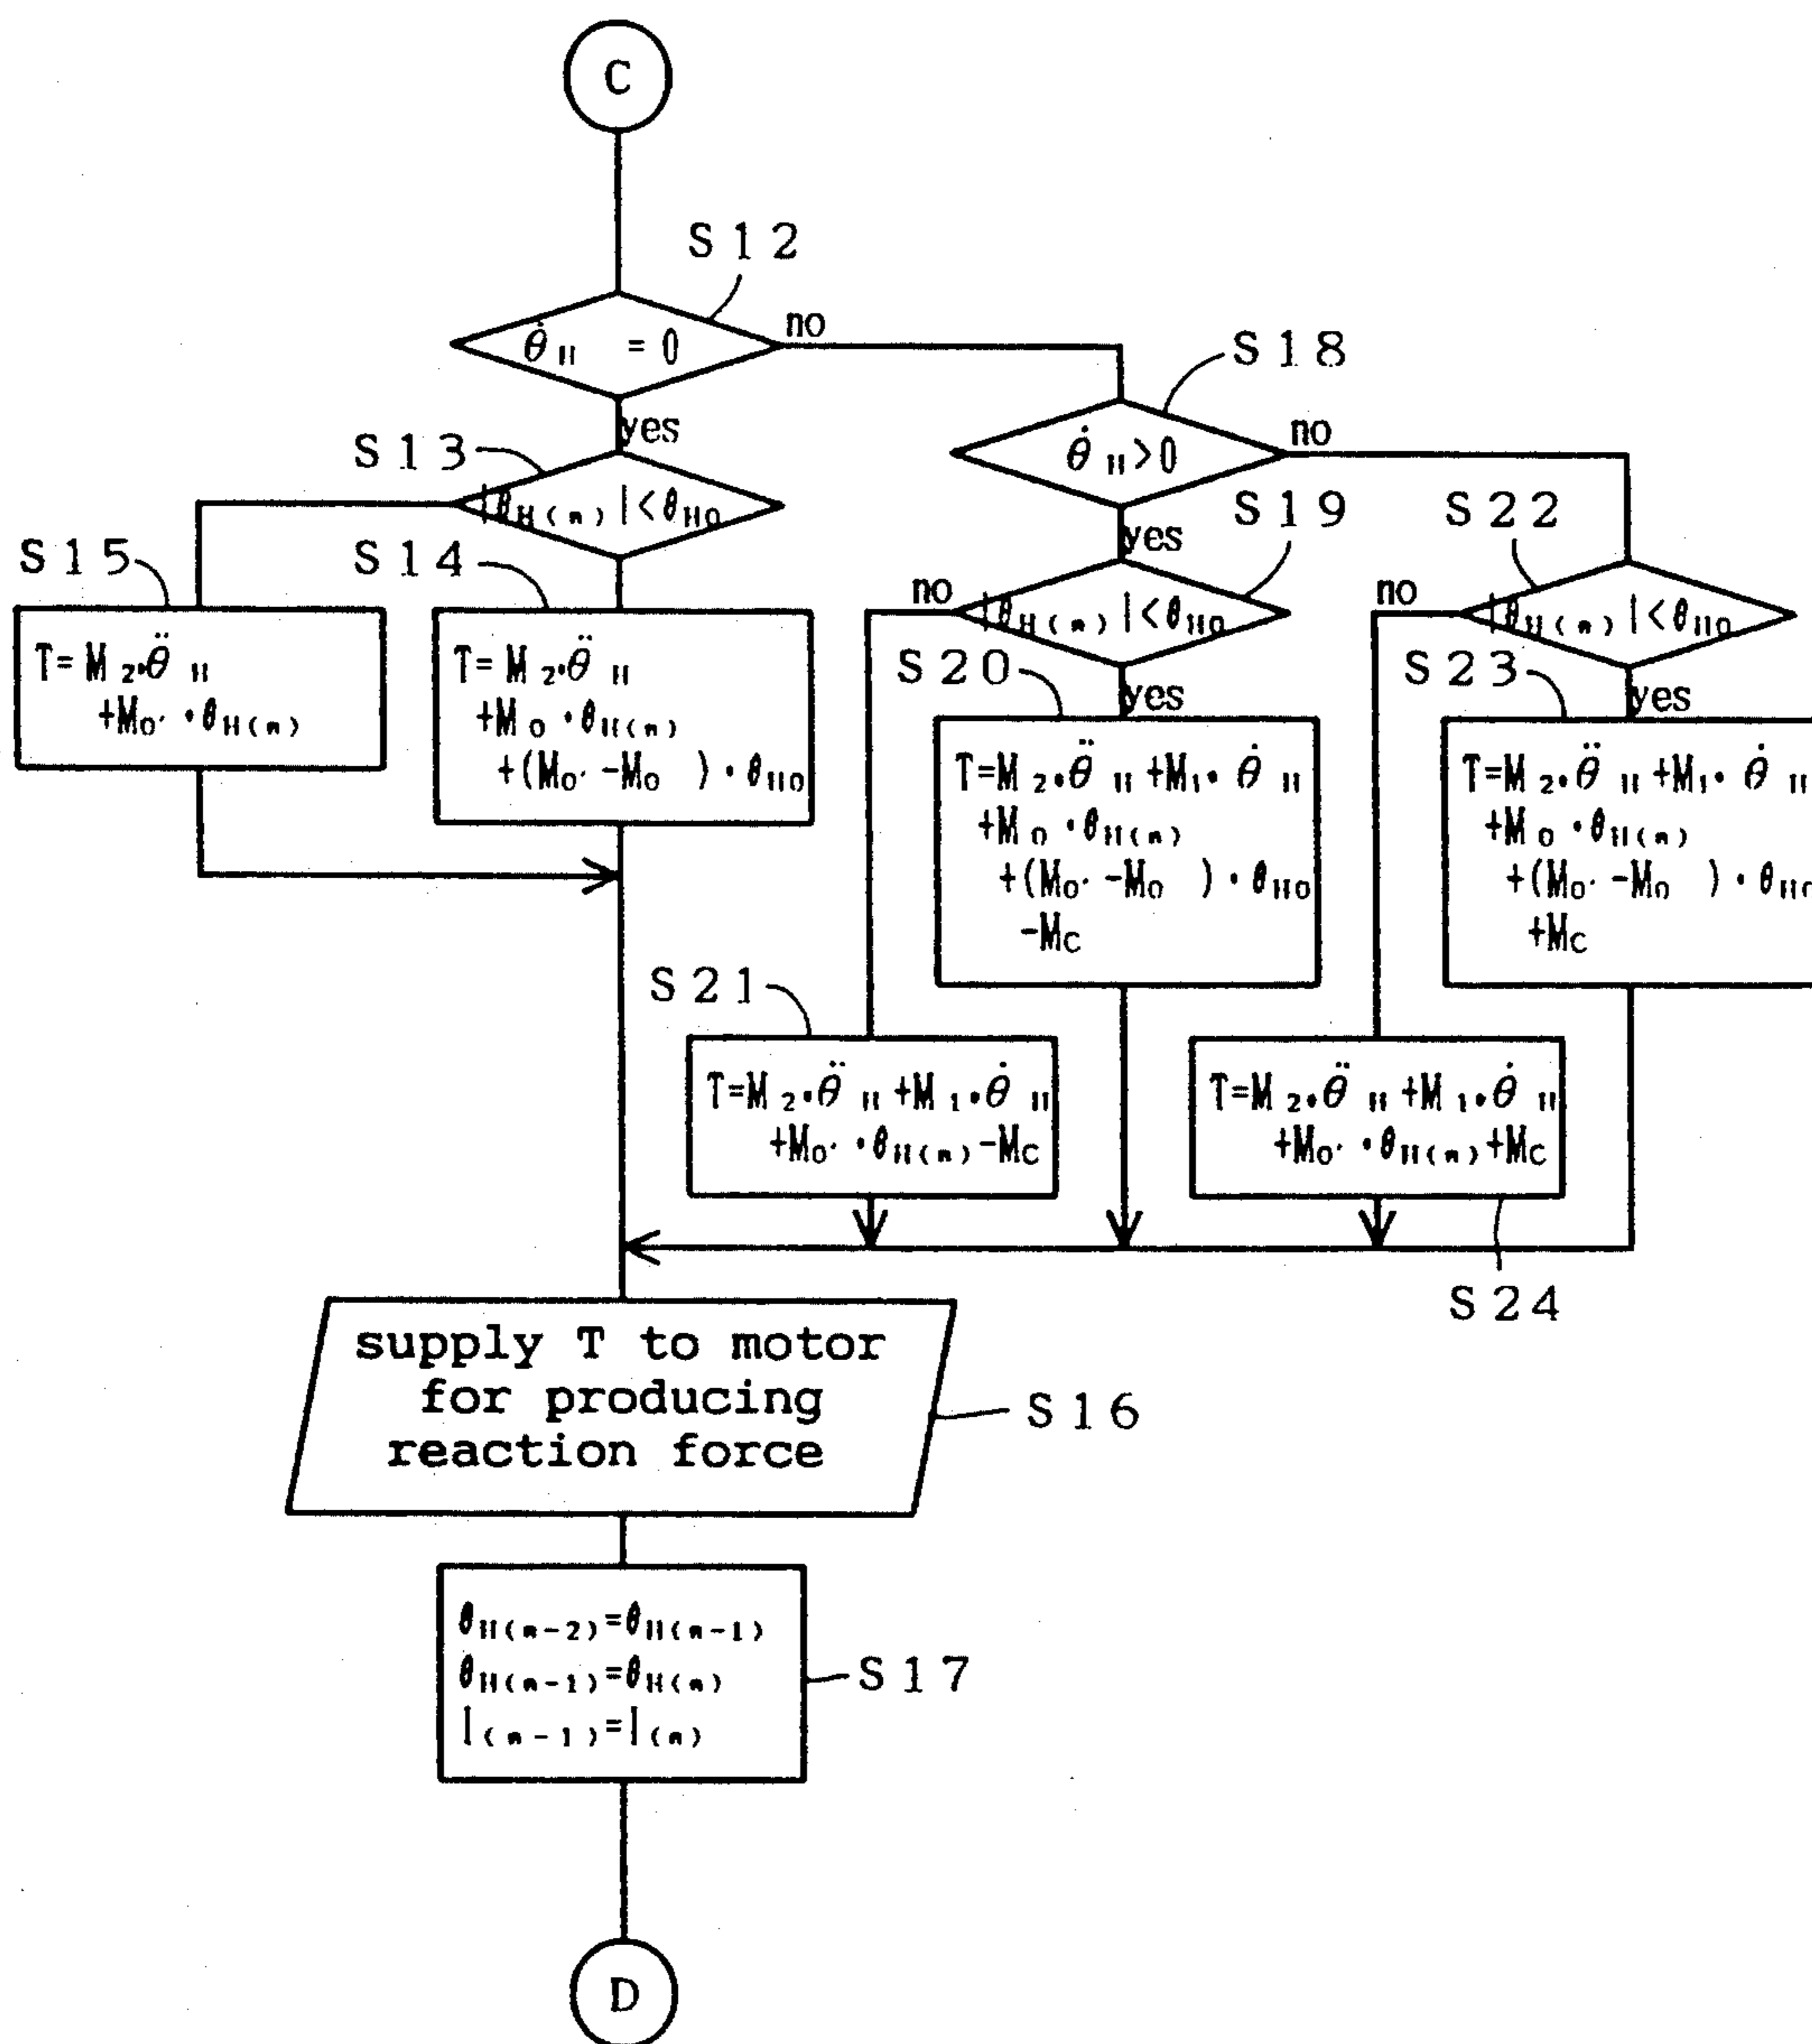 C
S12
θ̇H = 0
no
yes
S18
θ̇H>0
no
yes
S13
|θH(n)|<θH0
S19
|θH(n)|<θH0
no
yes
S22
|θH(n)|<θH0
no
yes
S15
T=M2·θ̈H
+M0'·θH(n)
S14
T=M2·θ̈H
+M0·θH(n)
+(M0'-M0 )·θH0
S20
T=M2·θ̈H+M1·θ̇H
+M0·θH(n)
+(M0'-M0 )·θH0
-MC
S23
T=M2·θ̈H+M1·θ̇H
+M0·θH(n)
+(M0'-M0 )·θH0
+MC
S21
T=M2·θ̈H+M1·θ̇H
+M0'·θH(n)-MC
T=M2·θ̈H+M1·θ̇H
+M0'·θH(n)+MC
S24
supply T to motor
for producing
reaction force
S16
θH(n-2)=θH(n-1)
θH(n-1)=θH(n)
I(n-1)=I(n)
S17
D